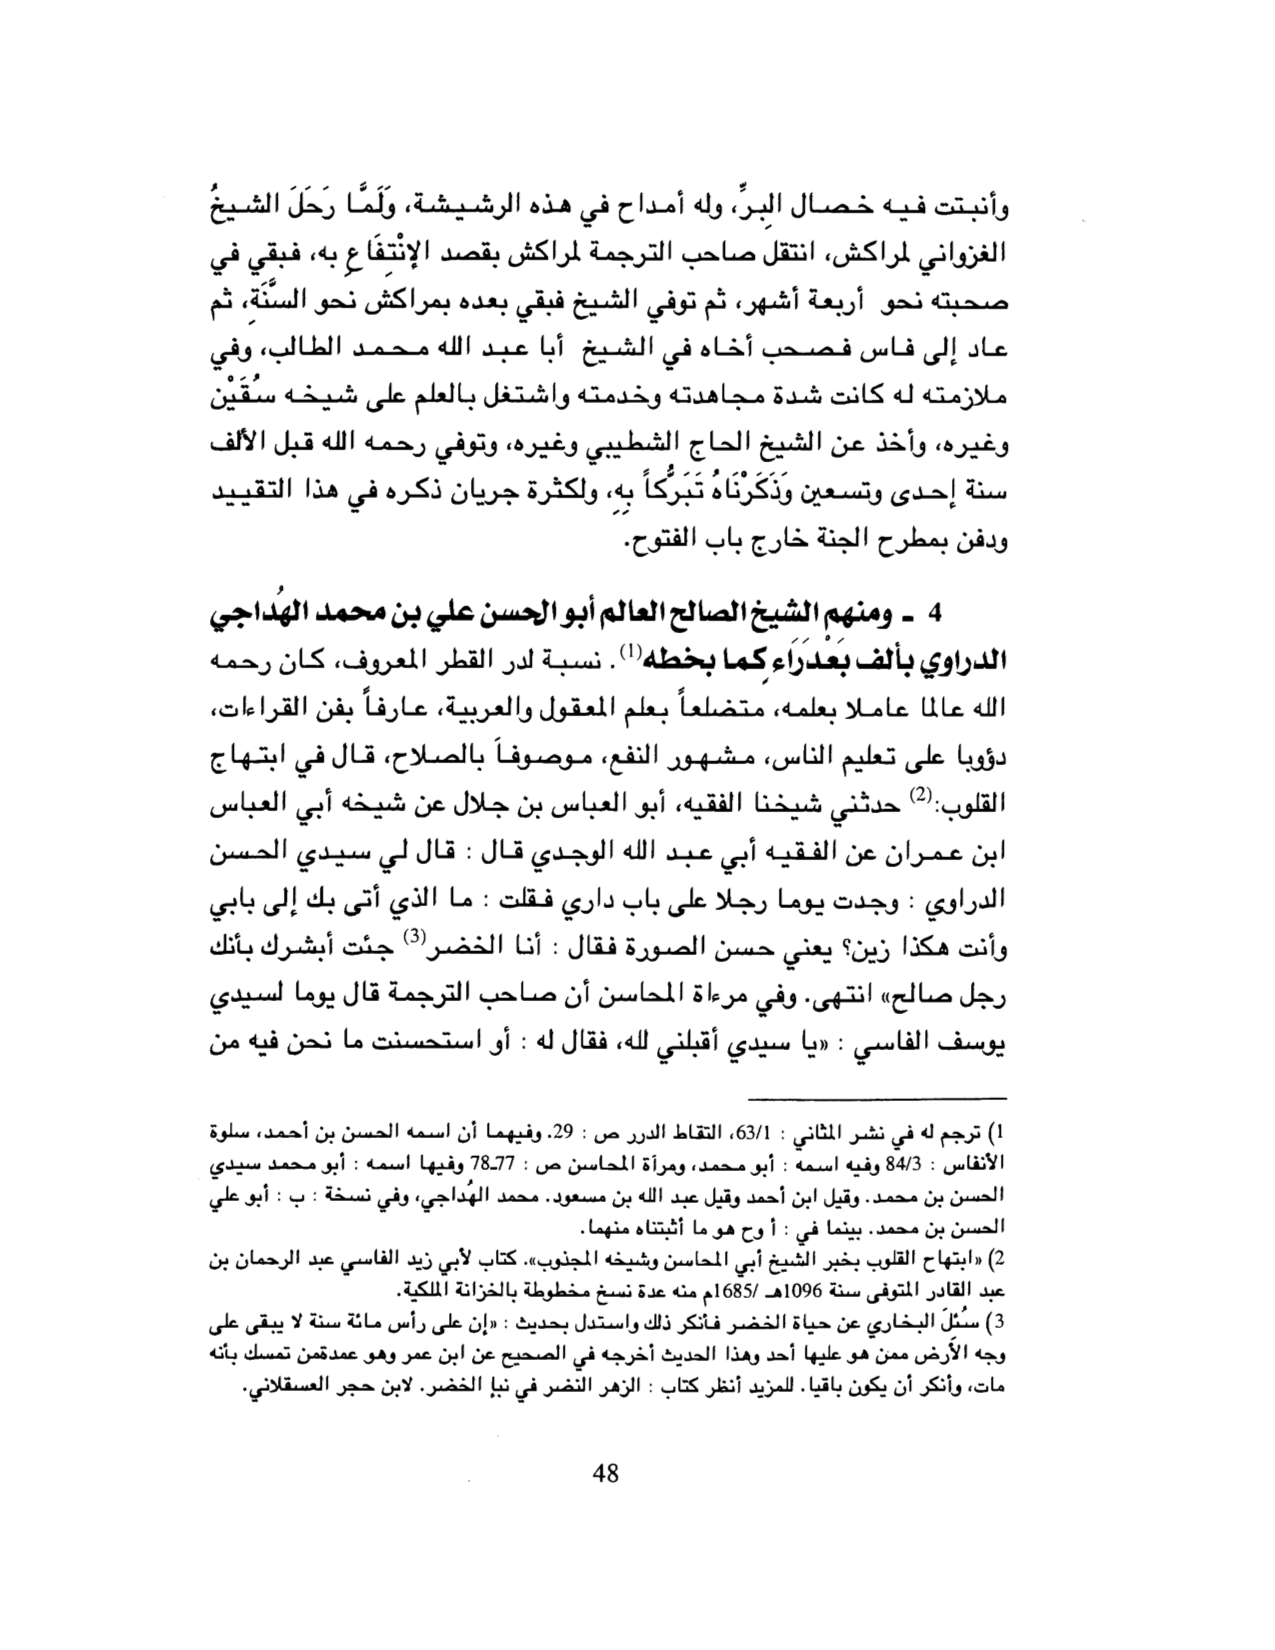 وأنبتت فيه خصال البِرِّ، وله أمداح في هذه الرشيشة، وَلَمَّا رَحَلَ الشيخُ
الغزواني لمراكش، انتقل صاحب الترجمة لمراكش بقصد الإنْتِفَاعِ به، فبقي في
صحبته نحو أربعة أشهر، ثم توفي الشيخ فبقي بعده بمراكش نحو السَّنَةِ، ثم
عاد إلى فاس فصحب أخاه في الشيخ أبا عبد الله محمد الطالب، وفي
ملازمته له كانت شدة مجاهدته وخدمته واشتغل بالعلم على شيخه سُقَيْن
وغيره، وأخذ عن الشيخ الحاج الشطيبي وغيره، وتوفي رحمه الله قبل الألف
سنة إحدى وتسعين وَذَكَرْنَاهُ تَبَرُّكاً بِهِ، ولكثرة جريان ذكره في هذا التقييد
ودفن بمطرح الجنة خارج باب الفتوح.
4 ـ ومنهم الشيخ الصالح العالم أبو الحسن علي بن محمد الهُداجي
الدراوي بألف بَعْدَرَاءِ كما بخطه(1). نسبة لدر القطر المعروف، كان رحمه
الله عالما عاملا بعلمه، متضلعاً بعلم المعقول والعربية، عارفاً بفن القراءات،
دؤوبا على تعليم الناس، مشهور النفع، موصوفاً بالصلاح، قال في ابتهاج
القلوب:(2) حدثني شيخنا الفقيه، أبو العباس بن جلال عن شيخه أبي العباس
ابن عمران عن الفقيه أبي عبد الله الوجدي قال : قال لي سيدي الحسن
الدراوي : وجدت يوما رجلا على باب داري فقلت : ما الذي أتى بك إلى بابي
وأنت هكذا زين؟ يعني حسن الصورة فقال : أنا الخضر(3) جئت أبشرك بأنك
رجل صالح» انتهى. وفي مرءاة المحاسن أن صاحب الترجمة قال يوما لسيدي
يوسف الفاسي : «يا سيدي أقبلني لله، فقال له : أو استحسنت ما نحن فيه من
1) ترجم له في نشر المثاني : 63/1، التقاط الدرر ص : 29. وفيهما أن اسمه الحسن بن أحمد، سلوة
الأنفاس : 84/3 وفيه اسمه : أبو محمد، ومرآة المحاسن ص : 77ـ78 وفيها اسمه : أبو محمد سيدي
الحسن بن محمد. وقيل ابن أحمد وقيل عبد الله بن مسعود. محمد الهُداجي، وفي نسخة : ب : أبو علي
الحسن بن محمد. بينما في : أ وح هو ما أثبتناه منهما.
2) «ابتهاح القلوب بخبر الشيخ أبي المحاسن وشيخه المجذوب». كتاب لأبي زيد الفاسي عبد الرحمان بن
عبد القادر المتوفى سنة 1096هـ /1685م منه عدة نسخ مخطوطة بالخزانة الملكية.
3) سُئلَ البخاري عن حياة الخضر فأنكر ذلك واستدل بحديث : «إن على رأس مائة سنة لا يبقى على
وجه الأرض ممن هو عليها أحد وهذا الحديث أخرجه في الصحيح عن ابن عمر وهو عمدةمن تمسك بأنه
مات، وأنكر أن يكون باقيا. للمزيد أنظر كتاب : الزهر النضر في نبإ الخضر. لابن حجر العسقلاني.
48